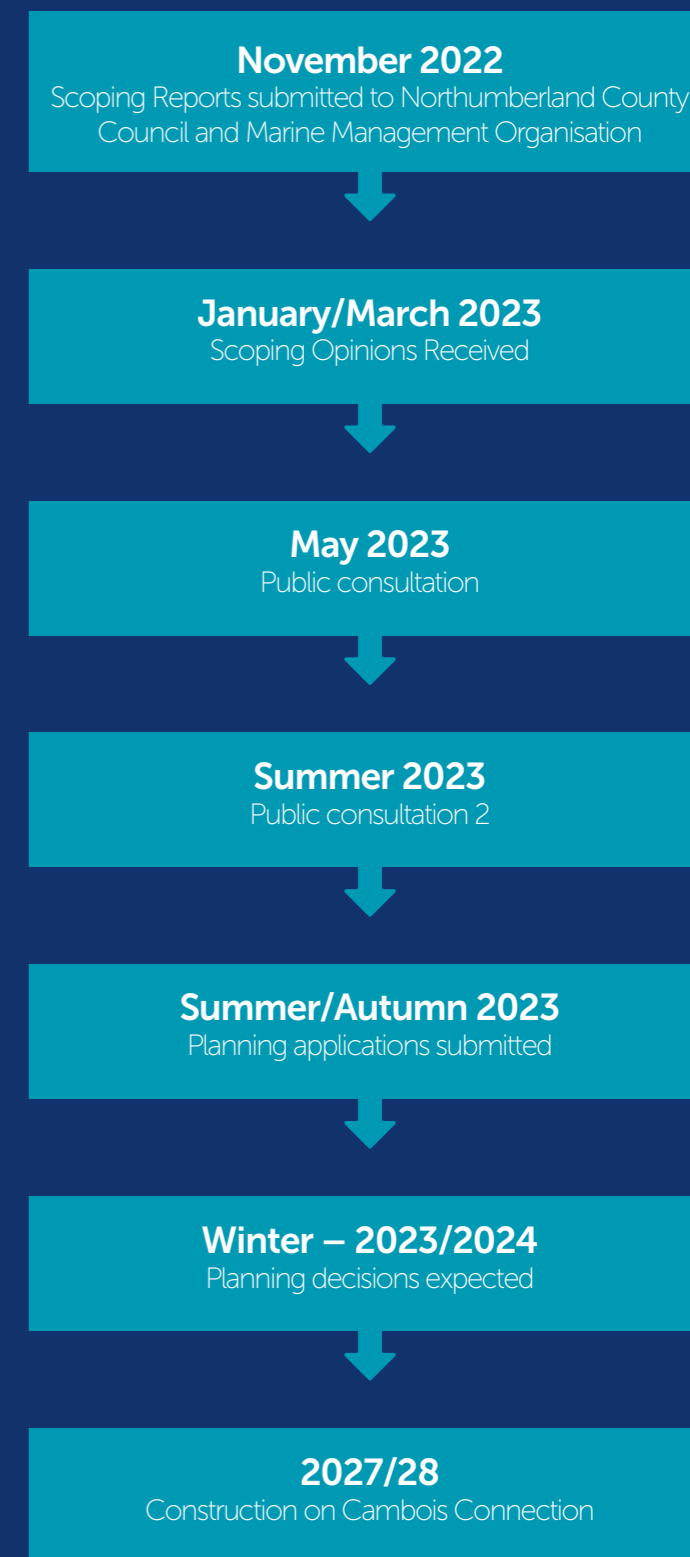 November 2022
Scoping Reports submitted to Northumberland County
Council and Marine Management Organisation
January/March 2023
Scoping Opinions Received
May 2023
Public consultation
Summer 2023
Public consultation 2
Summer/Autumn 2023
Planning applications submitted
Winter – 2023/2024
Planning decisions expected
2027/28
Construction on Cambois Connection